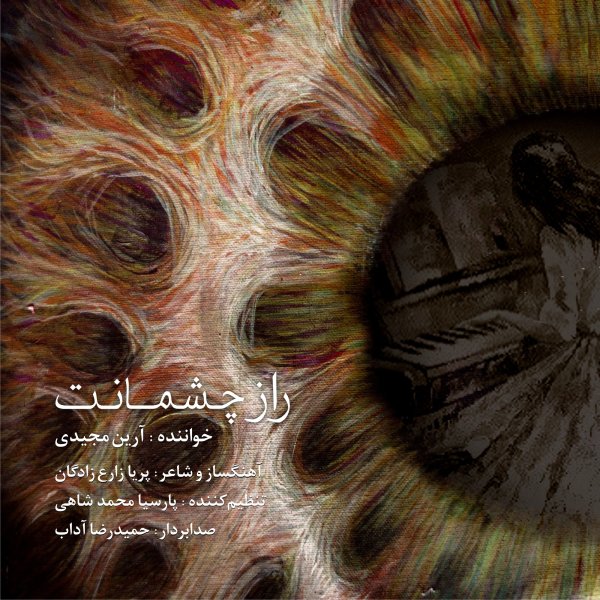 راز چشمانت
خواننده : آرین مجیدی
آهنگساز و شاعر : پریا زارع زادگان
تنظیم‌کننده : پارسیا محمد شاهی
صدابردار : حمیدرضا آداب